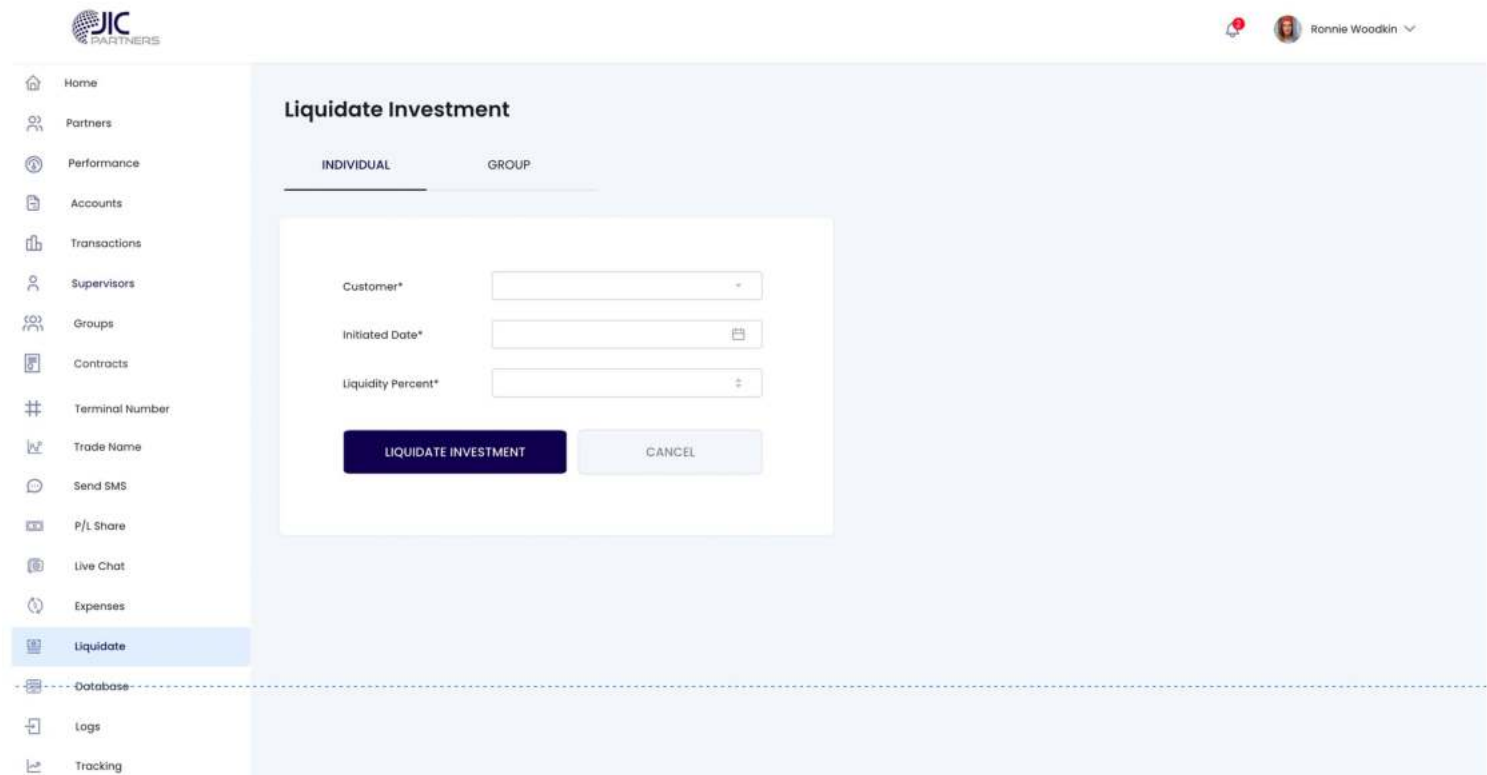 JIC
PARTNERS
2
Ronnie Woodkin
Home
Partners
Performance
Accounts
Transactions
Supervisors
Groups
Contracts
Terminal Number
Trade Name
Send SMS
P/L Share
Live Chat
Expenses
Liquidate
Database
Logs
Tracking
Liquidate Investment
INDIVIDUAL GROUP
Customer*
Initiated Date*
Liquidity Percent*
LIQUIDATE INVESTMENT CANCEL